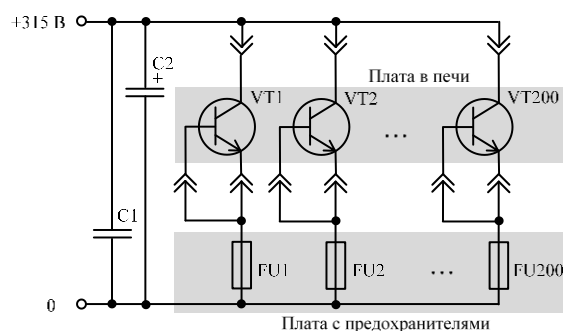 +315 В
C2
+
Плата в печи
VT1
VT2
VT200
...
C1
FU1
FU2
...
FU200
0
Плата с предохранителями